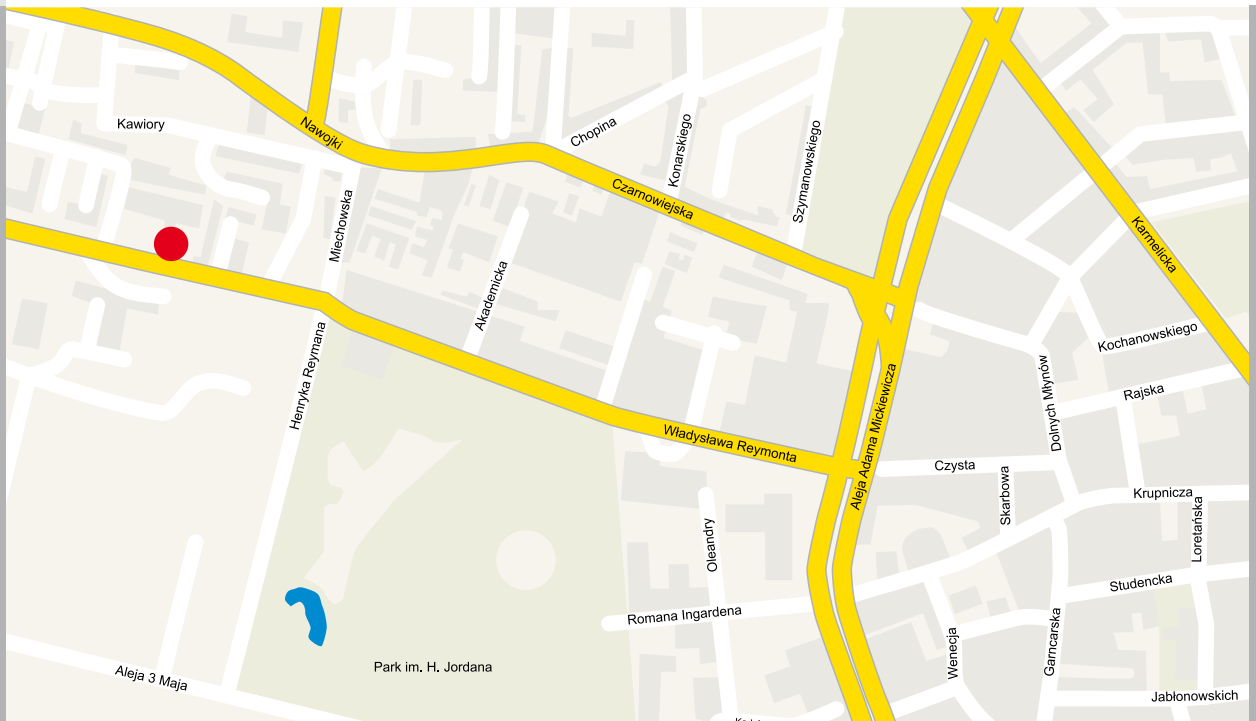 Kawiory
Nawojki
Chopina
Konarskiego
Szymanowskiego
Czarnowiejska
Miechowska
Akademicka
Karmelicka
Kochanowskiego
Henryka Reymana
Dolnych Młynów
Rajska
Aleja Adama Mickiewicza
Władysława Reymonta
Czysta
Skarbowa
Krupnicza
Loretańska
Oleandry
Studencka
Romana Ingardena
Garncarska
Wenecja
Park im. H. Jordana
Aleja 3 Maja
Jabłonowskich